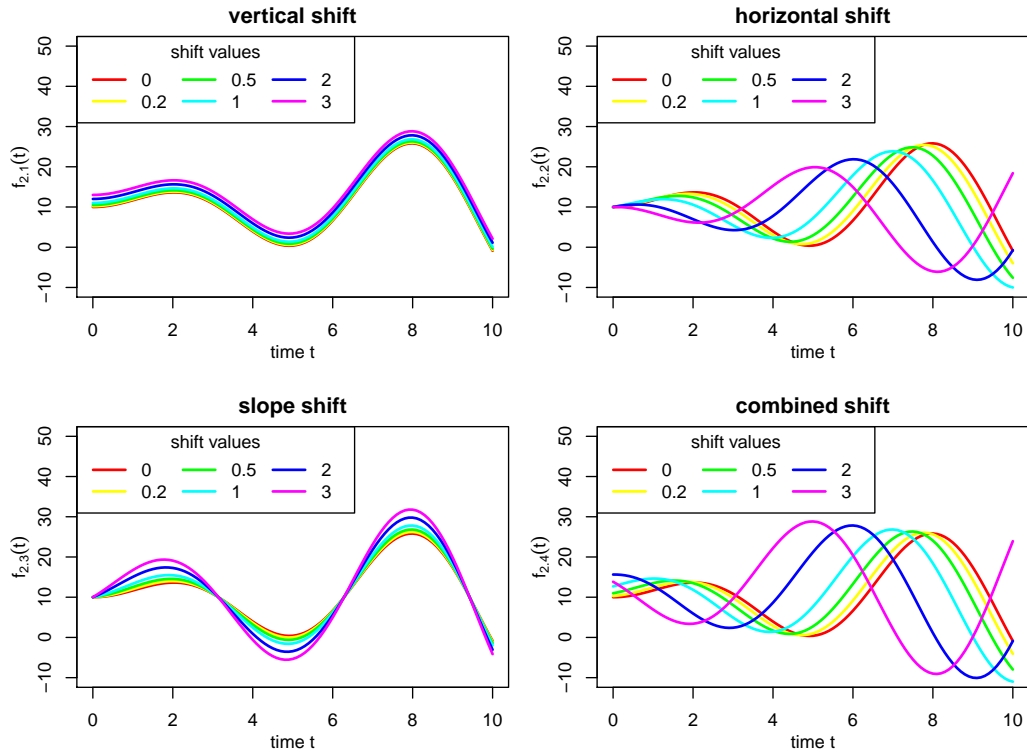 vertical shift
shift values
0 0.5 2
0.2 1 3
f2.1(t)
−10 0 10 20 30 40 50
0 2 4 6 8 10
time t
horizontal shift
shift values
0 0.5 2
0.2 1 3
f2.2(t)
−10 0 10 20 30 40 50
0 2 4 6 8 10
time t
slope shift
shift values
0 0.5 2
0.2 1 3
f2.3(t)
−10 0 10 20 30 40 50
0 2 4 6 8 10
time t
combined shift
shift values
0 0.5 2
0.2 1 3
f2.4(t)
−10 0 10 20 30 40 50
0 2 4 6 8 10
time t